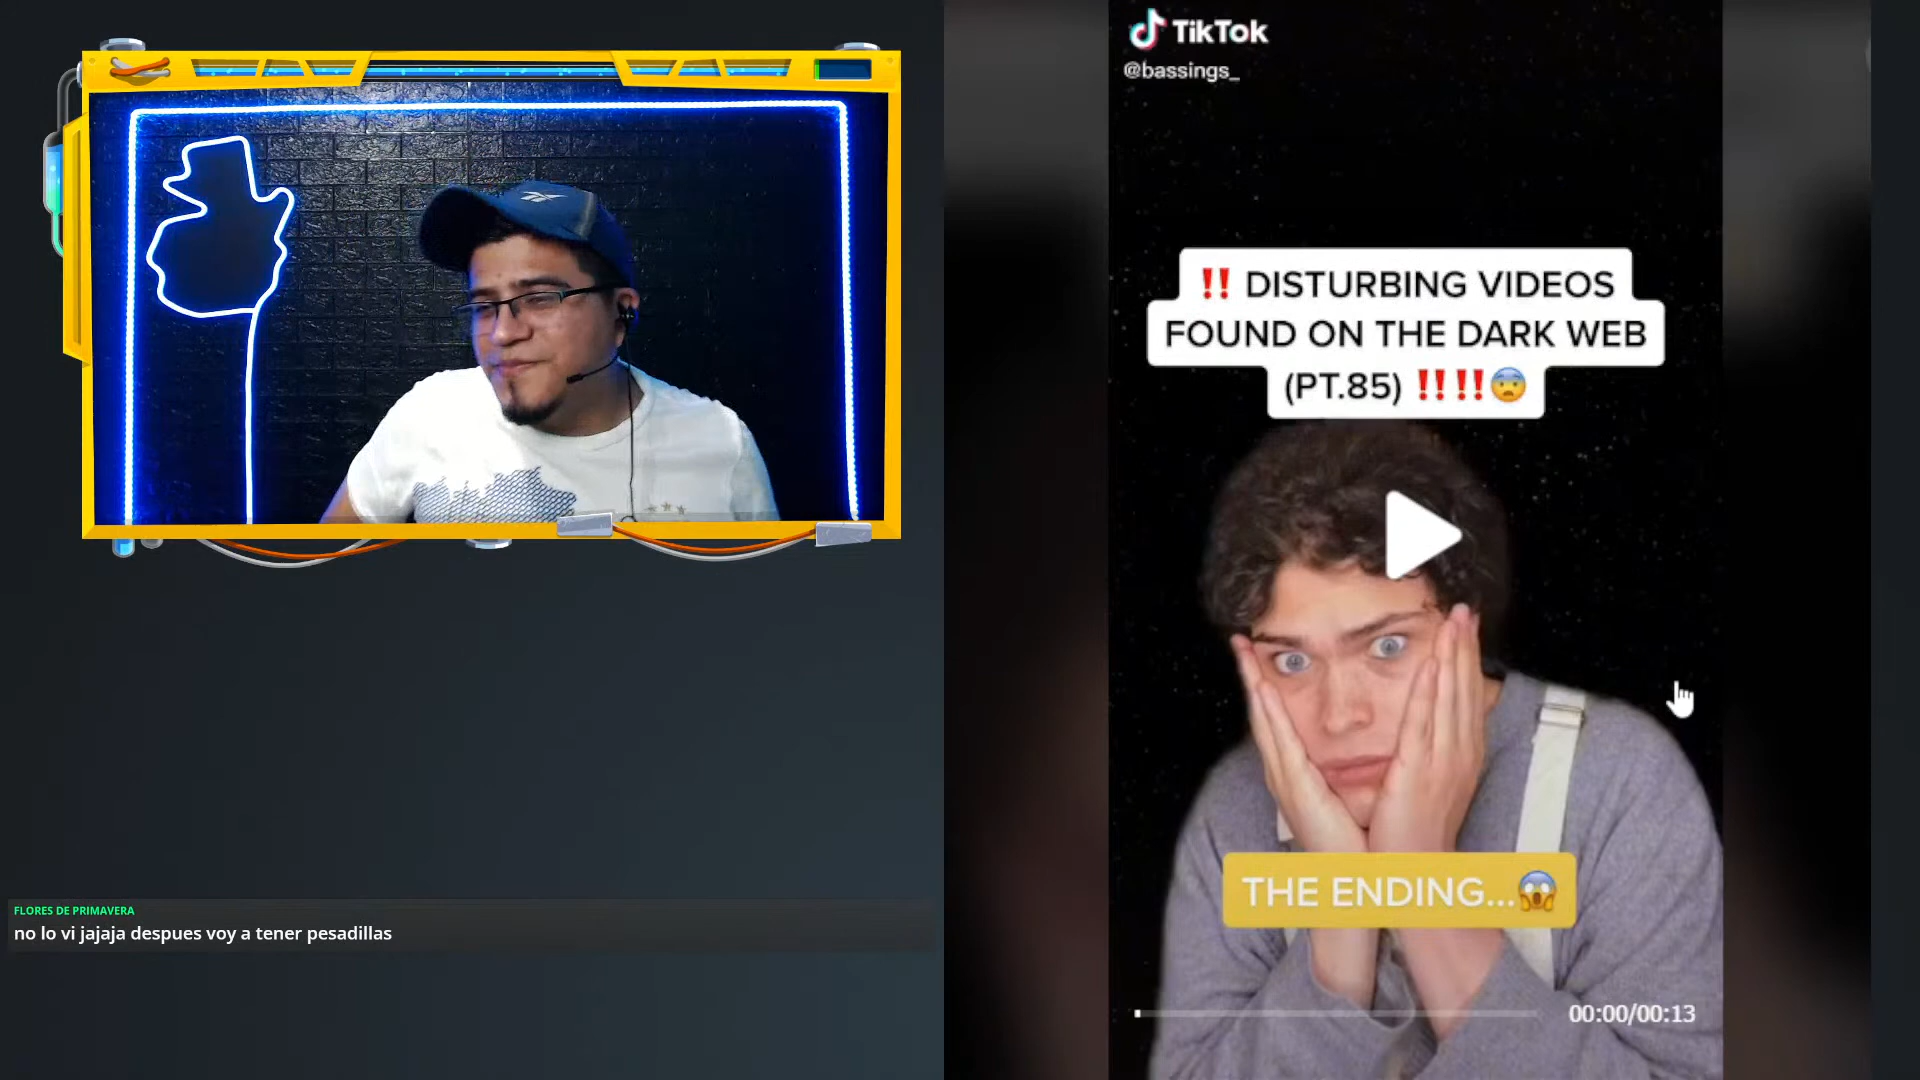 TikTok
@bassings_
‼️ DISTURBING VIDEOS
FOUND ON THE DARK WEB
(PT.85) ‼️‼️😨
THE ENDING...😱
00:00/00:13
FLORES DE PRIMAVERA
no lo vi jajaja despues voy a tener pesadillas